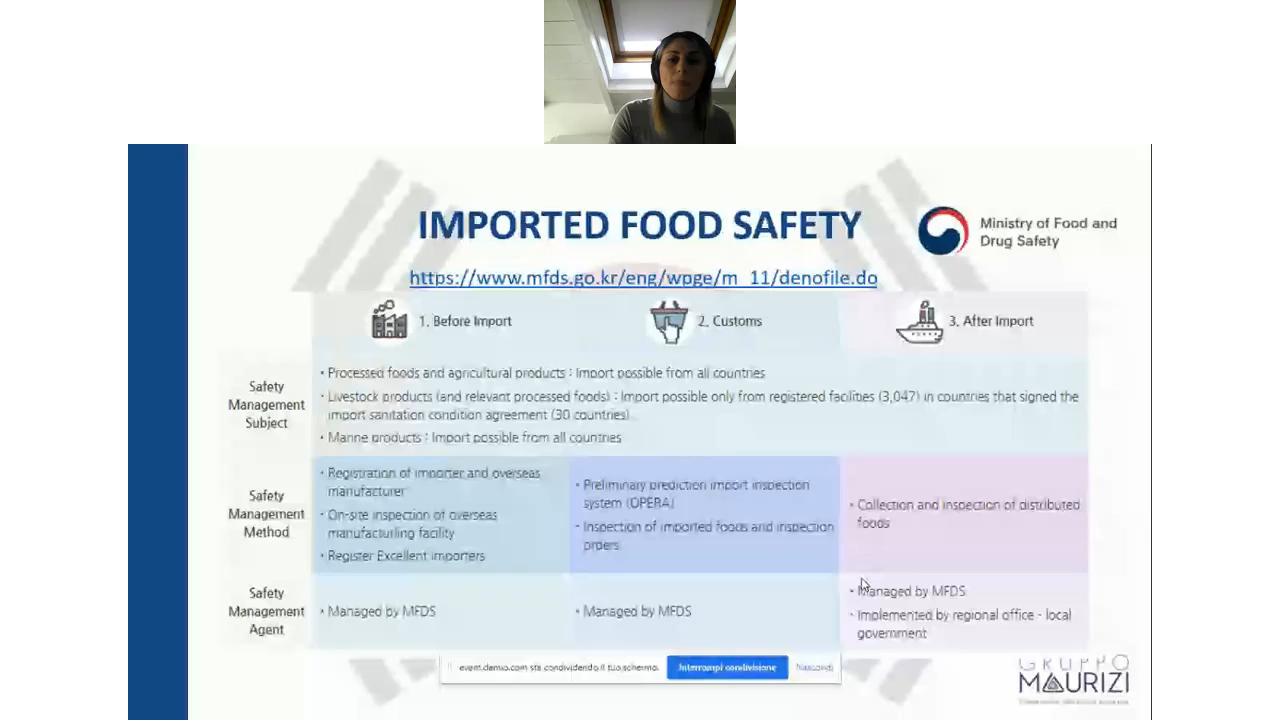 IMPORTED FOOD SAFETY
Ministry of Food and
Drug Safety
https://www.mfds.go.kr/eng/wpge/m_11/denofile.do
1. Before Import
2. Customs
3. After Import
Safety
Management
Subject
• Processed foods and agricultural products : Import possible from all countries
• Livestock products (and relevant processed foods) : Import possible only from registered facilities (3,047) in countries that signed the
import sanitation condition agreement (30 countries)
• Marine products : Import possible from all countries
Safety
Management
Method
• Registration of importer and overseas
manufacturer
• On-site inspection of overseas
manufacturling facility
• Register Excellent importers
• Preliminary prediction import inspection
system (OPERA)
• Inspection of imported foods and inspection
orders
• Collection and inspection of distributed
foods
Safety
Management
Agent
• Managed by MFDS
• Managed by MFDS
• Managed by MFDS
• Implemented by regional office - local
government
event.demio.com sta condividendo il tuo schermo.
Interrompi condivisione
Nascondi
GRUPPO
MAURIZI